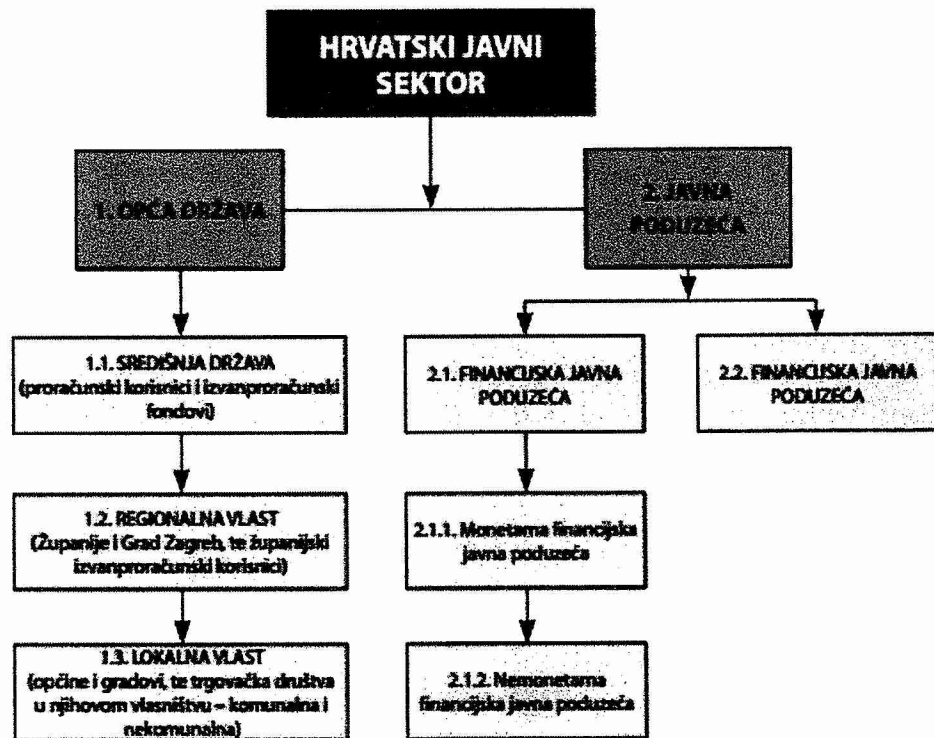 HRVATSKI JAVNI
SEKTOR
1. OPĆA DRŽAVA
2. JAVNA
PODUZEĆA
1.1. SREDIŠNJA DRŽAVA
(proračunski korisnici i izvanproračunski
fondovi)
2.1. FINANCIJSKA JAVNA
PODUZEĆA
2.2. FINANCIJSKA JAVNA
PODUZEĆA
1.2. REGIONALNA VLAST
(Županije i Grad Zagreb, te županijski
izvanproračunski korisnici)
2.1.1. Monetarna financijska
javna poduzeća
1.3. LOKALNA VLAST
(općine i gradovi, te trgovačka društva
u njihovom vlasništvu – komunalna i
nekomunalna)
2.1.2. Nemonetarna
financijska javna poduzeća